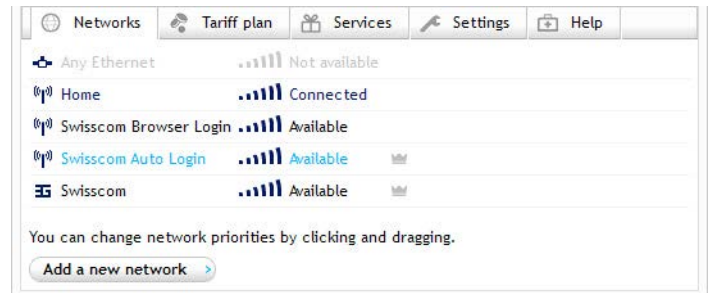 Networks Tariff plan Services Settings Help
Any Ethernet Not available
Home Connected
Swisscom Browser Login Available
Swisscom Auto Login Available
3G Swisscom Available
You can change network priorities by clicking and dragging.
Add a new network >